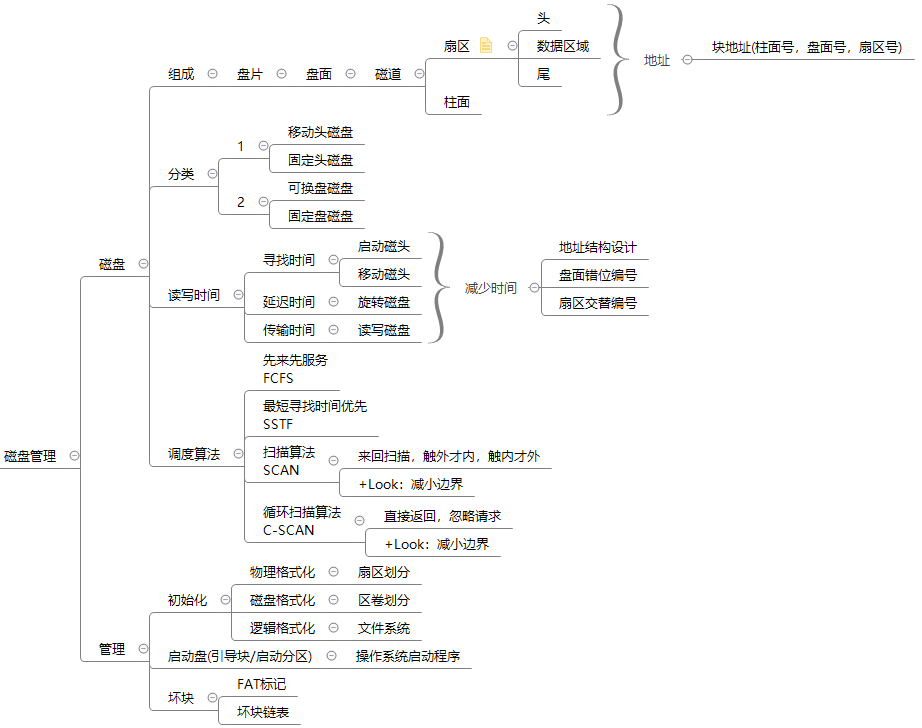 磁盘管理
磁盘
组成
盘片
盘面
磁道
扇区
头
数据区域
尾
地址
块地址(柱面号，盘面号，扇区号)
柱面
分类
1
移动头磁盘
固定头磁盘
2
可换盘磁盘
固定盘磁盘
读写时间
寻找时间
启动磁头
移动磁头
延迟时间
旋转磁盘
传输时间
读写磁盘
减少时间
地址结构设计
盘面错位编号
扇区交替编号
调度算法
先来先服务
FCFS
最短寻找时间优先
SSTF
扫描算法
SCAN
来回扫描，触外才内，触内才外
+Look：减小边界
循环扫描算法
C-SCAN
直接返回，忽略请求
+Look：减小边界
管理
初始化
物理格式化
扇区划分
磁盘格式化
区卷划分
逻辑格式化
文件系统
启动盘(引导块/启动分区)
操作系统启动程序
坏块
FAT标记
坏块链表